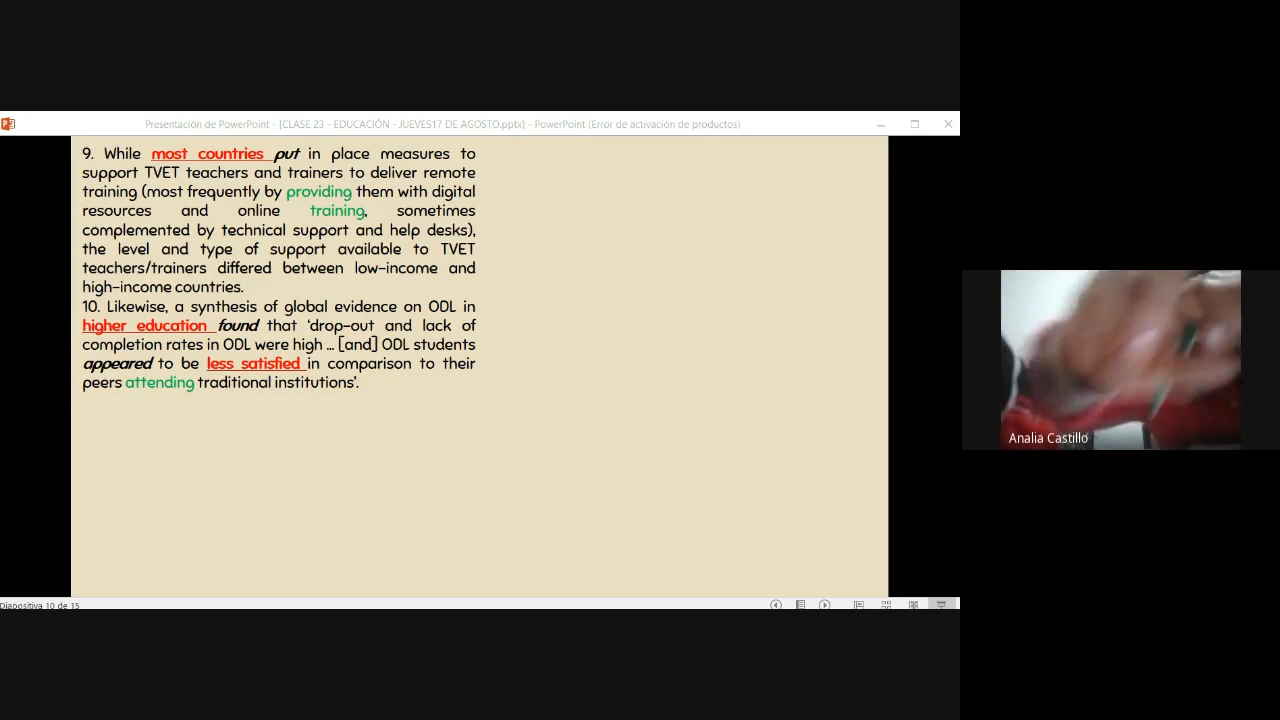 Presentación de PowerPoint - [CLASE 23 - EDUCACIÓN - JUEVES17 DE AGOSTO.pptx] - PowerPoint (Error de activación de productos)
9. While most countries put in place measures to
support TVET teachers and trainers to deliver remote
training (most frequently by providing them with digital
resources and online training, sometimes
complemented by technical support and help desks),
the level and type of support available to TVET
teachers/trainers differed between low-income and
high-income countries.
10. Likewise, a synthesis of global evidence on ODL in
higher education found that ‘drop-out and lack of
completion rates in ODL were high ... [and] ODL students
appeared to be less satisfied in comparison to their
peers attending traditional institutions’.
Analia Castillo
Diapositiva 10 de 15